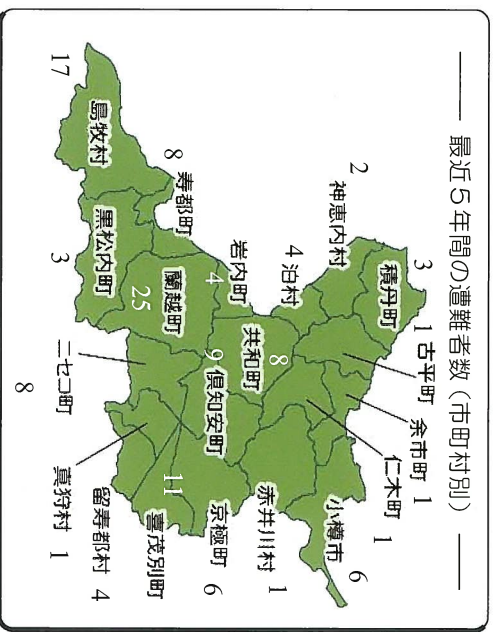 最近5年間の遭難者数(市町村別)
積丹町 3
古平町 1
余市町 1
仁木町 1
小樽市 6
神恵内村 2
泊村 4
共和町 8
赤井川村 1
岩内町 4
倶知安町 9
京極町 6
寿都町 8
蘭越町 25
喜茂別町 11
島牧村 17
黒松内町 3
ニセコ町 8
真狩村 1
留寿都村 4